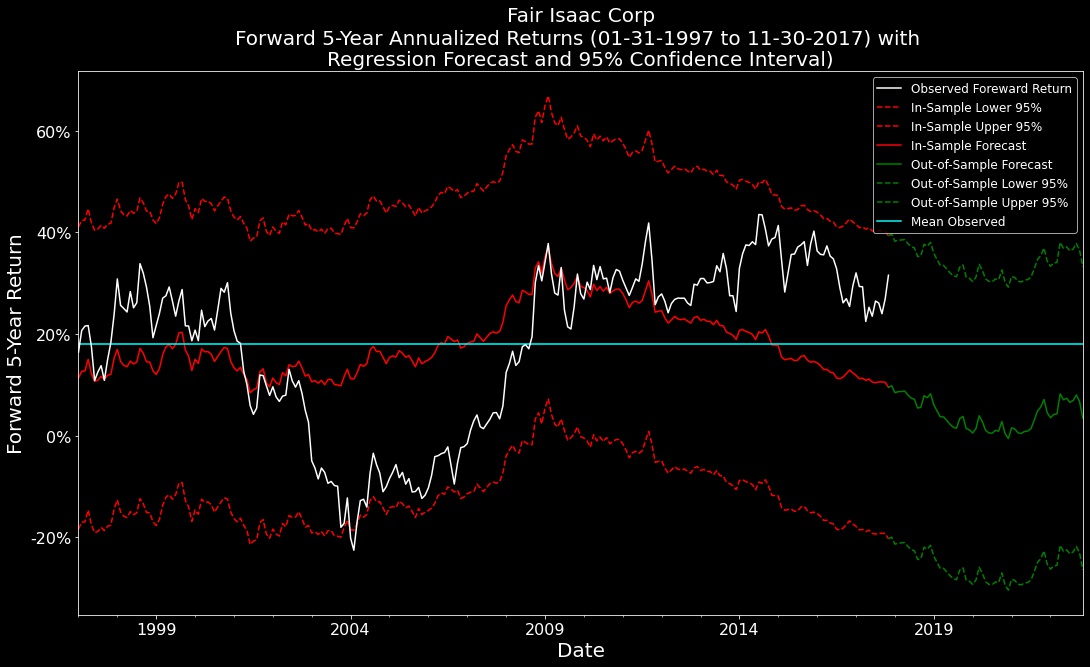 Fair Isaac Corp
Forward 5-Year Annualized Returns (01-31-1997 to 11-30-2017) with
Regression Forecast and 95% Confidence Interval)
Observed Foreward Return
In-Sample Lower 95%
In-Sample Upper 95%
In-Sample Forecast
Out-of-Sample Forecast
Out-of-Sample Lower 95%
Out-of-Sample Upper 95%
Mean Observed
Forward 5-Year Return
60%
40%
20%
0%
-20%
1999
2004
2009
2014
2019
Date